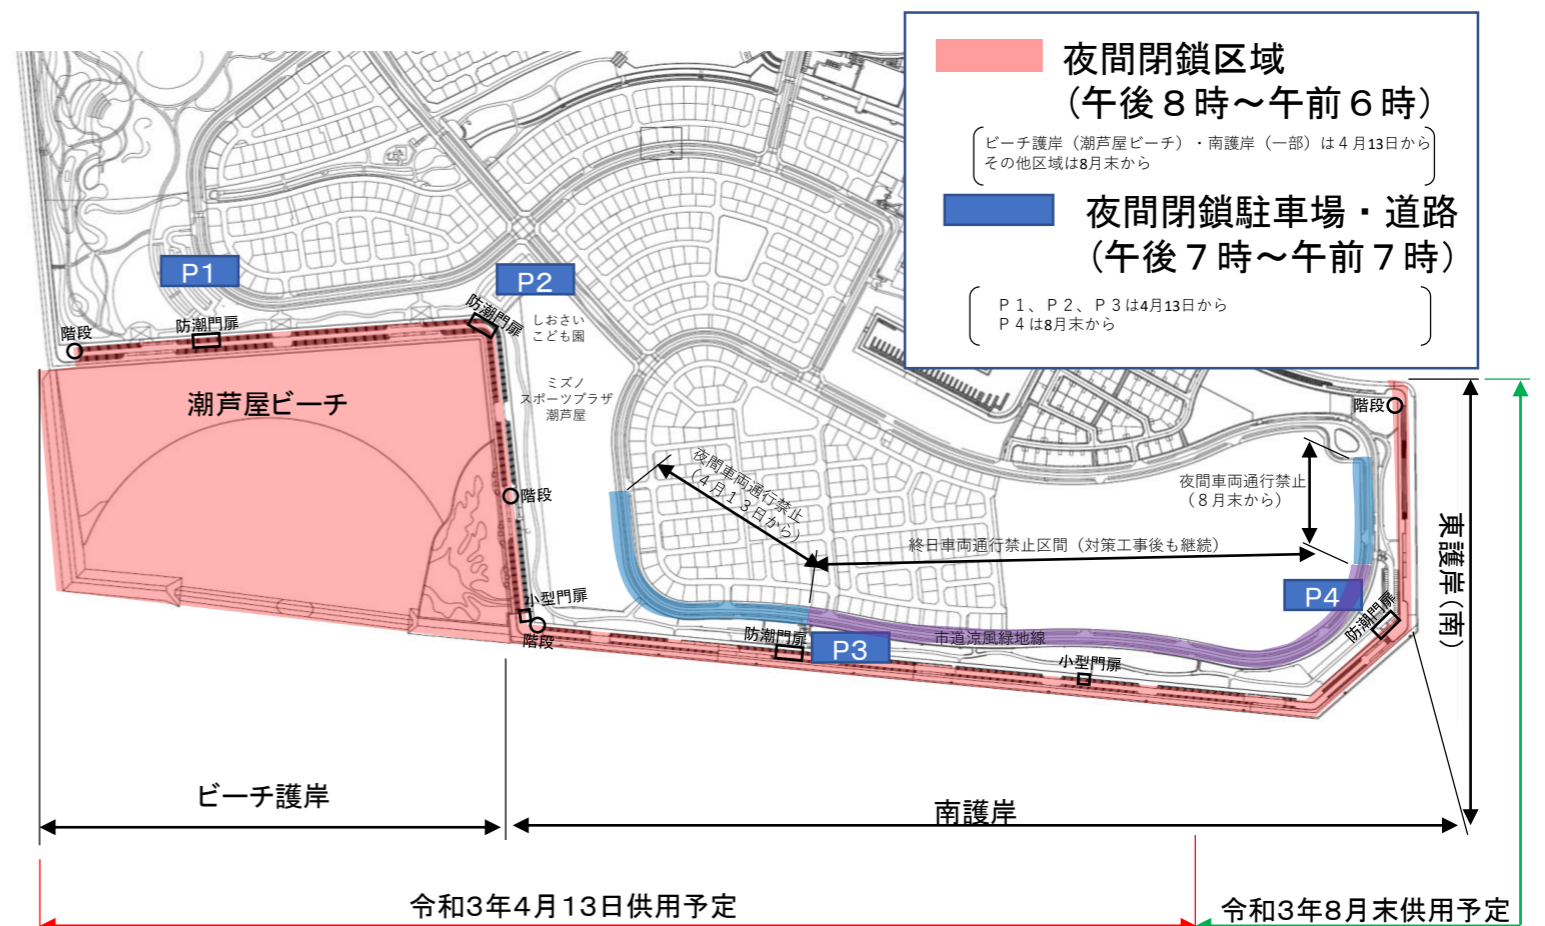 夜間閉鎖区域
（午後８時～午前６時）
ビーチ護岸（潮芦屋ビーチ）・南護岸（一部）は４月13日から
その他区域は8月末から
夜間閉鎖駐車場・道路
（午後７時～午前７時）
Ｐ１、Ｐ２、Ｐ３は4月13日から
Ｐ４は8月末から
P1
P2
防潮門扉
階段
防潮門扉
しおさい
こども園
ミズノ
スポーツプラザ
潮芦屋
潮芦屋ビーチ
階段
階段
夜間車両通行禁止
（４月１３日から）
夜間車両通行禁止
（８月末から）
終日車両通行禁止区間（対策工事後も継続）
東護岸（南）
小型門扉
階段
防潮門扉
P3
市道涼風緑地線
小型門扉
P4
防潮門扉
ビーチ護岸
南護岸
令和3年4月13日供用予定
令和3年8月末供用予定